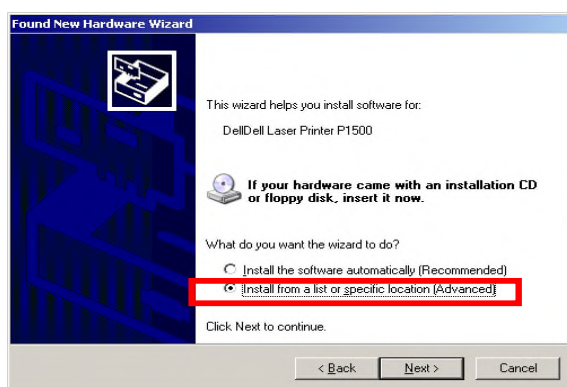 Found New Hardware Wizard
This wizard helps you install software for:
DellDell Laser Printer P1500
If your hardware came with an installation CD
or floppy disk, insert it now.
What do you want the wizard to do?
Install the software automatically (Recommended)
Install from a list or specific location (Advanced)
Click Next to continue.
< Back Next > Cancel